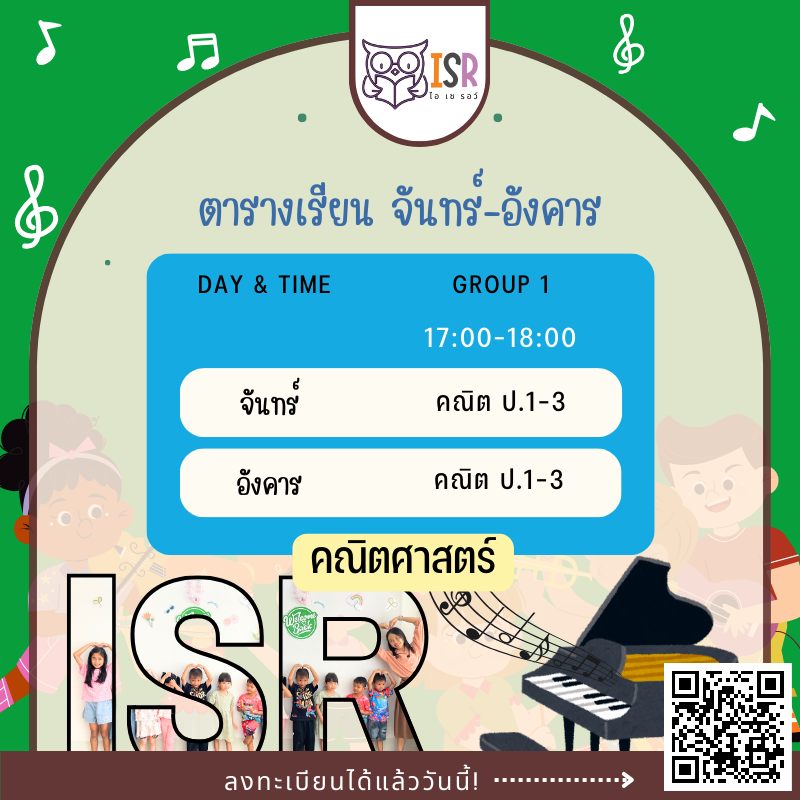 ISR
ไอ เซ รอว์
ตารางเรียน จันทร์-อังคาร
DAY & TIME GROUP 1
17:00-18:00
จันทร์ คณิต ป.1-3
อังคาร คณิต ป.1-3
คณิตศาสตร์
Welcome Back
ISR
ลงทะเบียนได้แล้ววันนี้!